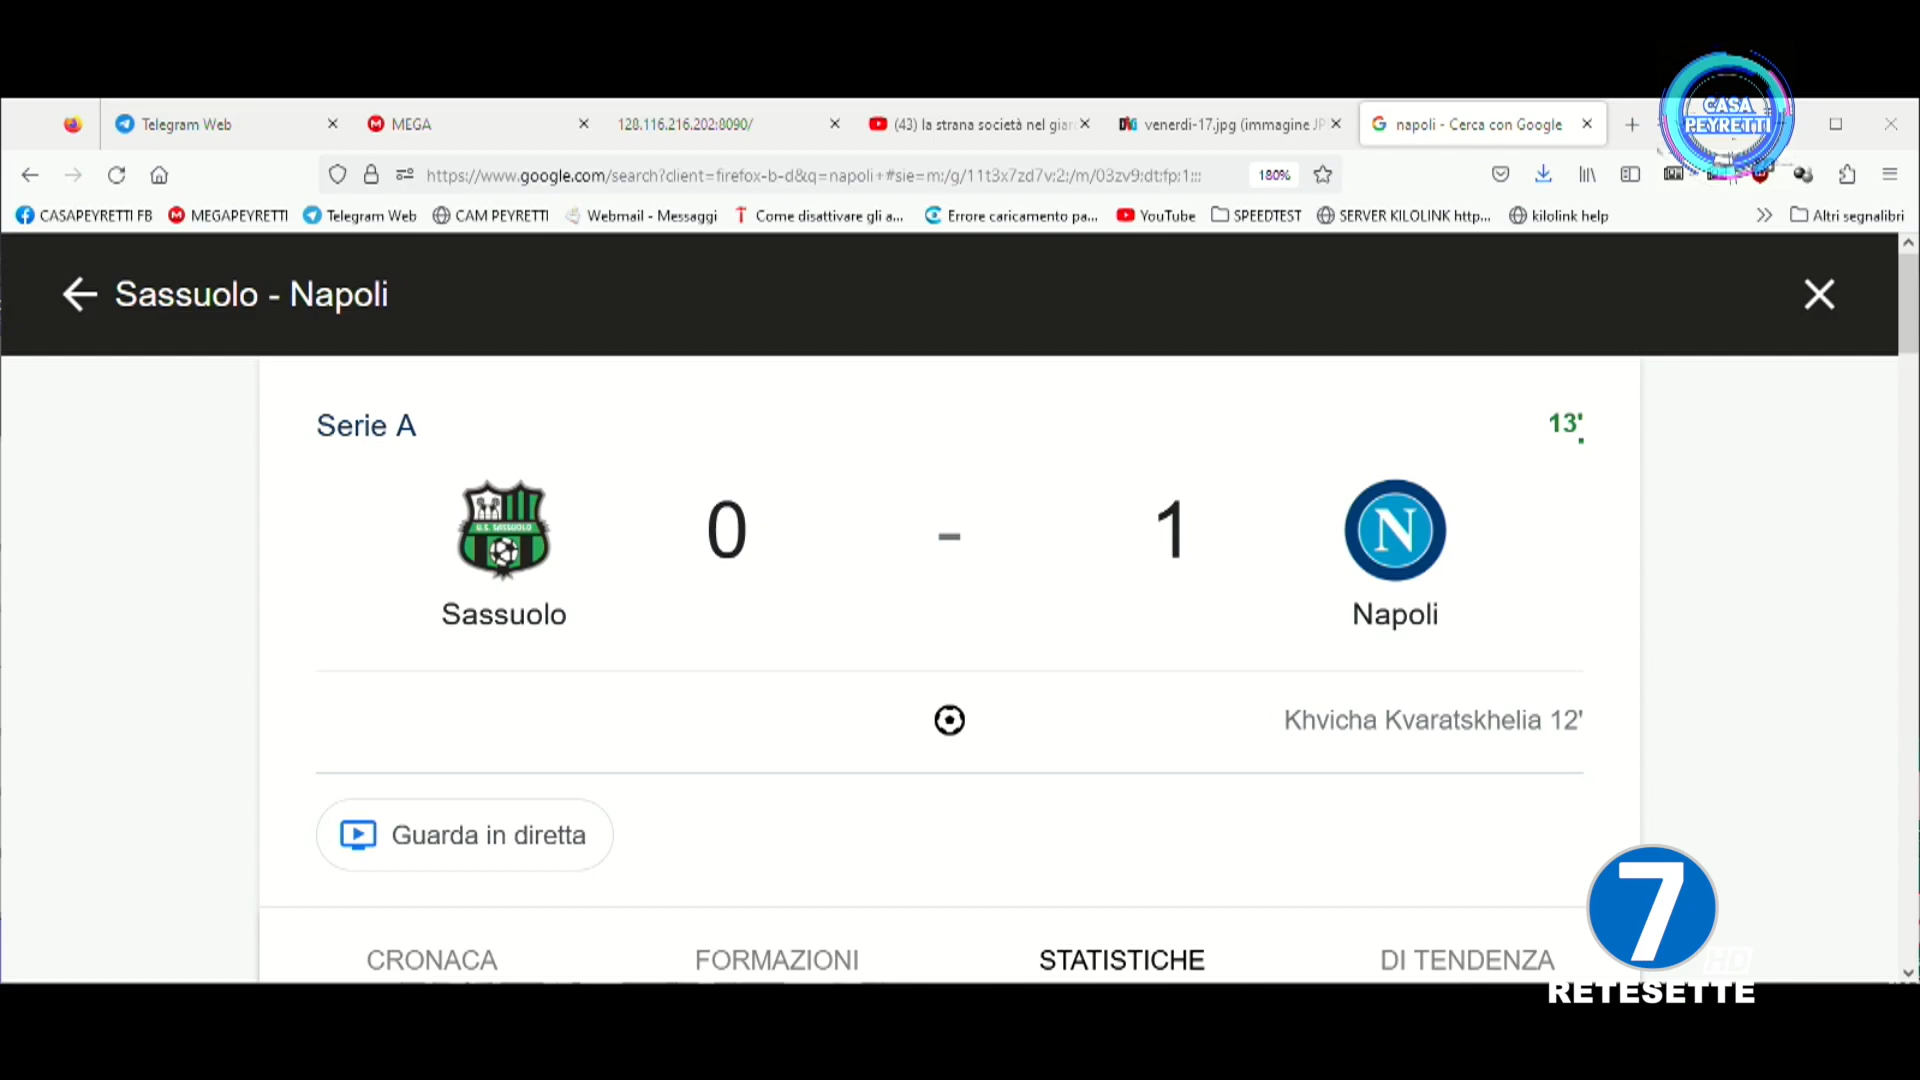 Telegram Web
MEGA
128.116.216.202:8090/
(43) la strana società nel giar
venerdi-17.jpg (immagine JP
napoli - Cerca con Google
CASA
PEYRETTI
https://www.google.com/search?client=firefox-b-d&q=napoli+#sie=m;/g/11t3x7zd7v;2;/m/03zv9;dt;fp;1;;;
180%
CASAPEYRETTI FB
MEGAPEYRETTI
Telegram Web
CAM PEYRETTI
Webmail - Messaggi
Come disattivare gli a...
Errore caricamento pa...
YouTube
SPEEDTEST
SERVER KILOLINK http...
kilolink help
Altri segnalibri
Sassuolo - Napoli
Serie A
13'
U.S. SASSUOLO
0 - 1
N
Sassuolo
Napoli
Khvicha Kvaratskhelia 12'
Guarda in diretta
CRONACA
FORMAZIONI
STATISTICHE
DI TENDENZA
7
HD
RETESETTE